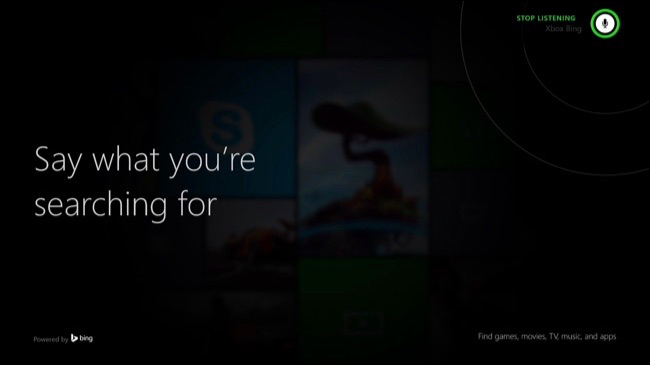 STOP LISTENING
Xbox Bing
Say what you're
searching for
Powered by bing
Find games, movies, TV, music, and apps